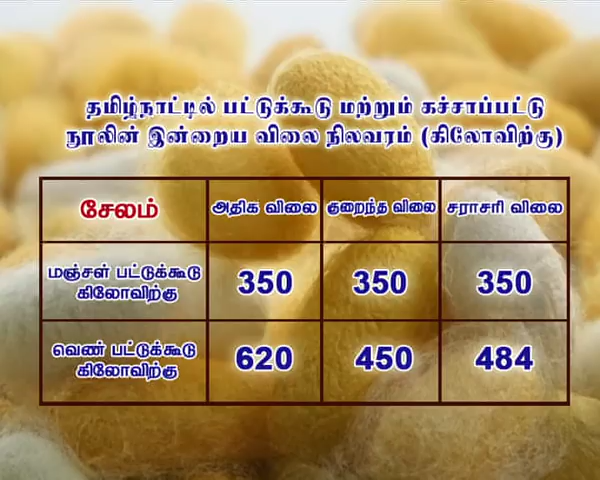 தமிழ்நாட்டில் பட்டுக்கூடு மற்றும் கச்சாப்பட்டு
நூலின் இன்றைய விலை நிலவரம் (கிலோவிற்கு)
சேலம் அதிக விலை குறைந்த விலை சராசரி விலை
மஞ்சள் பட்டுக்கூடு
கிலோவிற்கு 350 350 350
வெண் பட்டுக்கூடு
கிலோவிற்கு 620 450 484